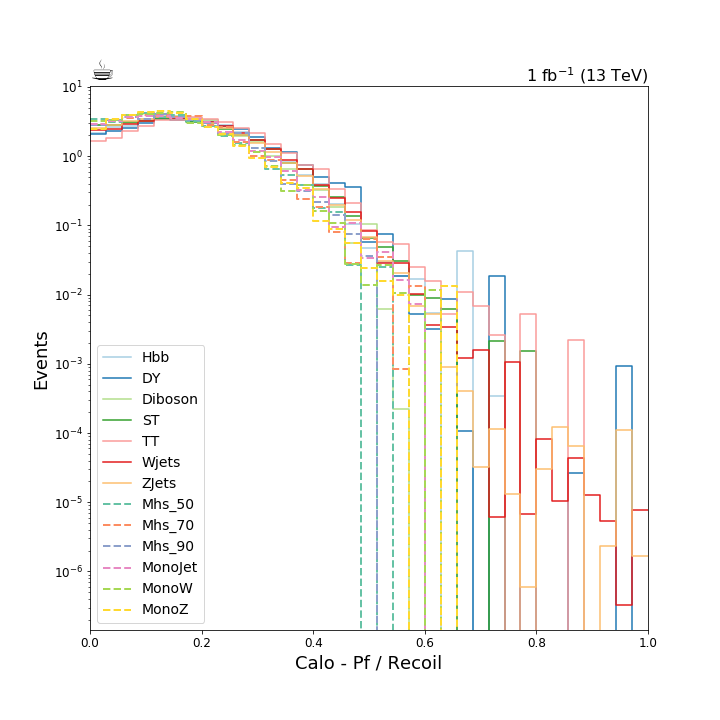 ☕ 1 fb⁻¹ (13 TeV)
Events
10¹
10⁰
10⁻¹
10⁻²
10⁻³
10⁻⁴
10⁻⁵
10⁻⁶
Hbb
DY
Diboson
ST
TT
Wjets
ZJets
Mhs_50
Mhs_70
Mhs_90
MonoJet
MonoW
MonoZ
0.0 0.2 0.4 0.6 0.8 1.0
Calo - Pf / Recoil